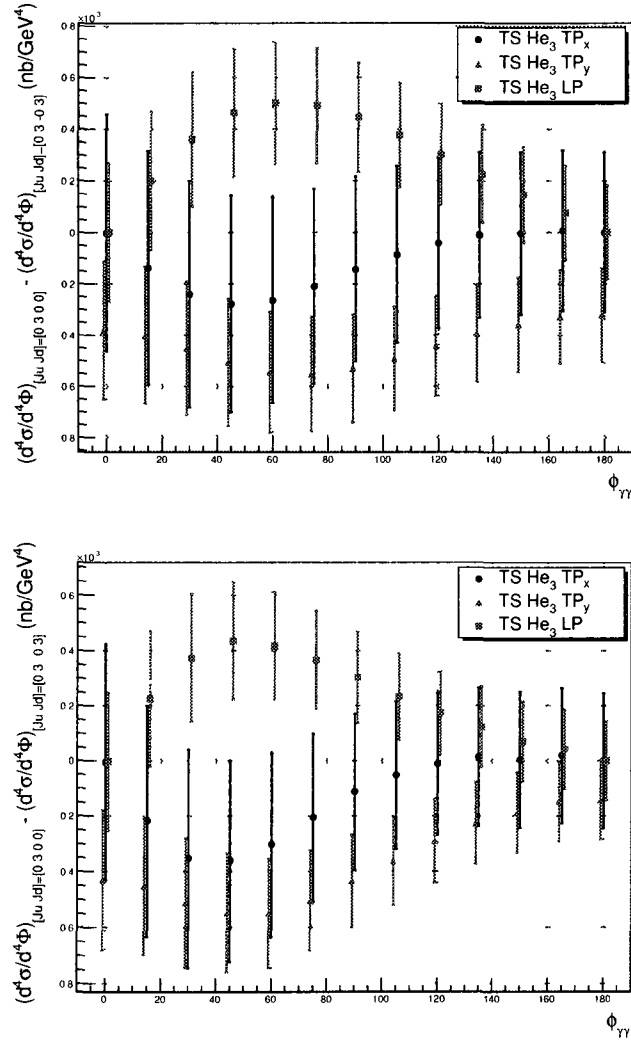 ×10³
(d⁴σ/d⁴Φ)[Ju Jd]=[0 3 0 0] - (d⁴σ/d⁴Φ)[Ju Jd]=[0 3 -0 3] (nb/GeV⁴)
TS He₃ TPₓ
TS He₃ TPᵧ
TS He₃ LP
0 8
0 6
0 4
0 2
0
0 2
0 4
0 6
0 8
0 20 40 60 80 100 120 140 160 180
ϕγγ
×10³
(d⁴σ/d⁴Φ)[Ju Jd]=[0 3 0 0] - (d⁴σ/d⁴Φ)[Ju Jd]=[0 3 0 3] (nb/GeV⁴)
TS He₃ TPₓ
TS He₃ TPᵧ
TS He₃ LP
0 6
0 4
0 2
0
0 2
0 4
0 6
0 8
0 20 40 60 80 100 120 140 160 180
ϕγγ